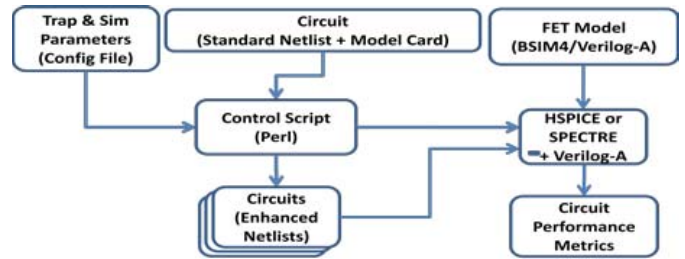 Trap & Sim
Parameters
(Config File)
Circuit
(Standard Netlist + Model Card)
FET Model
(BSIM4/Verilog-A)
Control Script
(Perl)
HSPICE or
SPECTRE
+ Verilog-A
Circuits
(Enhanced
Netlists)
Circuit
Performance
Metrics